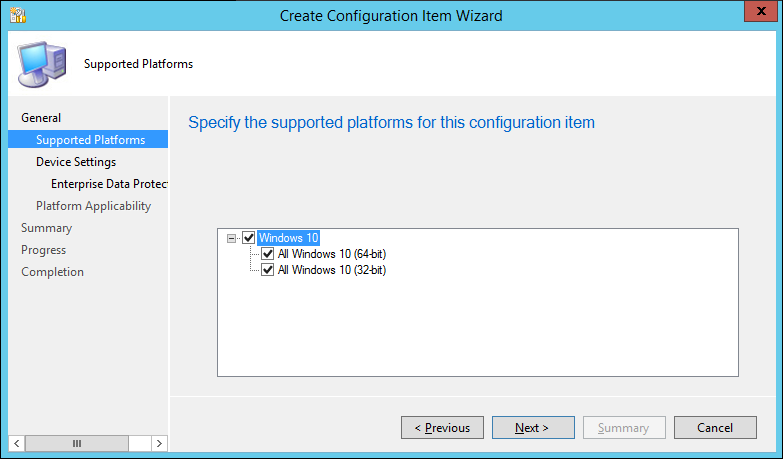 Create Configuration Item Wizard
Supported Platforms
General
Supported Platforms
Device Settings
Enterprise Data Protec
Platform Applicability
Summary
Progress
Completion
Specify the supported platforms for this configuration item
Windows 10
All Windows 10 (64-bit)
All Windows 10 (32-bit)
< Previous
Next >
Summary
Cancel